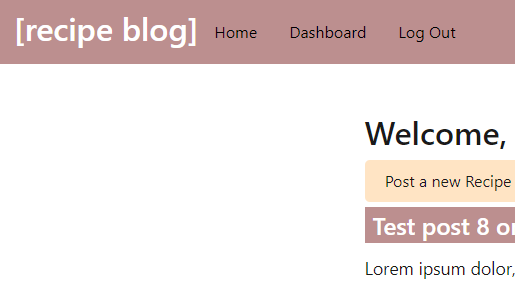 [recipe blog] Home Dashboard Log Out
Welcome,
Post a new Recipe
Test post 8 
Lorem ipsum dolor,